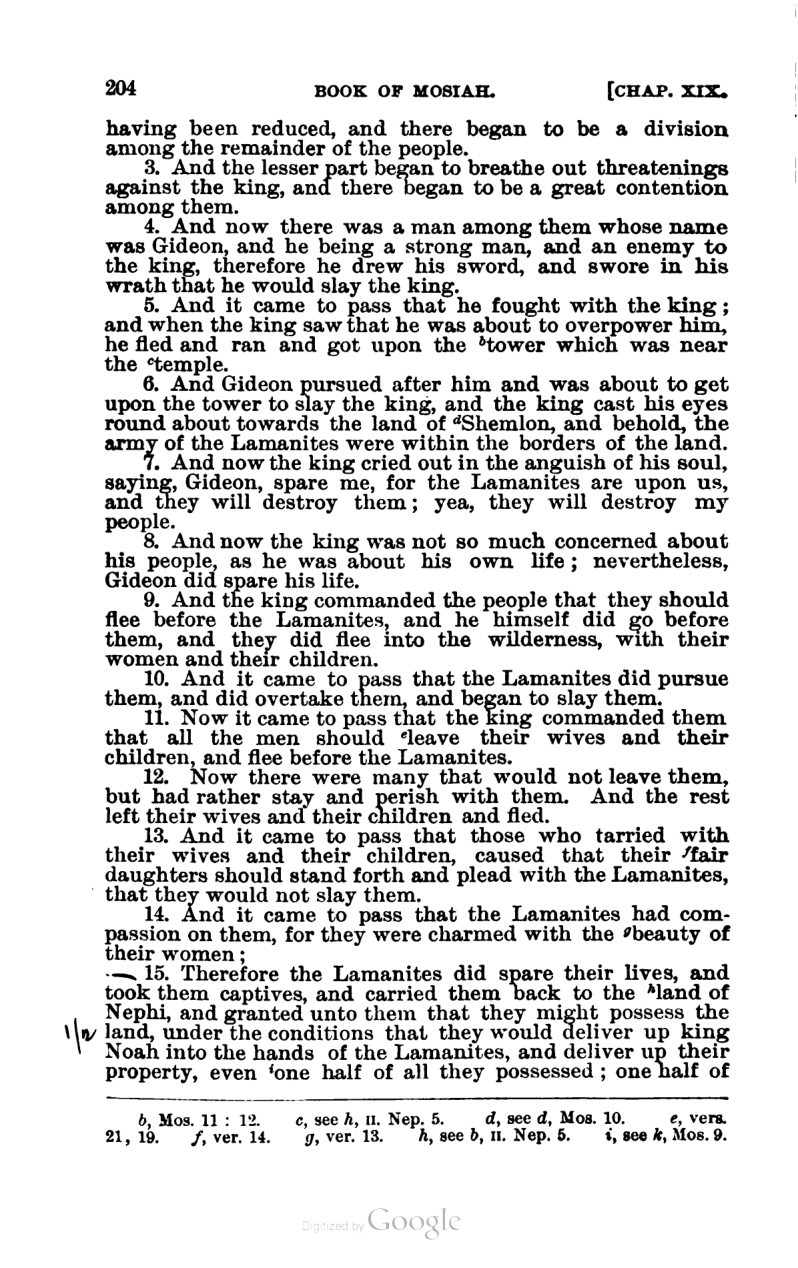 204 BOOK OF MOSIAH. [CHAP. XIX.
having been reduced, and there began to be a division
among the remainder of the people.
3. And the lesser part began to breathe out threatenings
against the king, and there began to be a great contention
among them.
4. And now there was a man among them whose name
was Gideon, and he being a strong man, and an enemy to
the king, therefore he drew his sword, and swore in his
wrath that he would slay the king.
5. And it came to pass that he fought with the king;
and when the king saw that he was about to overpower him,
he fled and ran and got upon the ᵇtower which was near
the ᶜtemple.
6. And Gideon pursued after him and was about to get
upon the tower to slay the king, and the king cast his eyes
round about towards the land of ᵈShemlon, and behold, the
army of the Lamanites were within the borders of the land.
7. And now the king cried out in the anguish of his soul,
saying, Gideon, spare me, for the Lamanites are upon us,
and they will destroy them; yea, they will destroy my
people.
8. And now the king was not so much concerned about
his people, as he was about his own life; nevertheless,
Gideon did spare his life.
9. And the king commanded the people that they should
flee before the Lamanites, and he himself did go before
them, and they did flee into the wilderness, with their
women and their children.
10. And it came to pass that the Lamanites did pursue
them, and did overtake them, and began to slay them.
11. Now it came to pass that the king commanded them
that all the men should ᵉleave their wives and their
children, and flee before the Lamanites.
12. Now there were many that would not leave them,
but had rather stay and perish with them. And the rest
left their wives and their children and fled.
13. And it came to pass that those who tarried with
their wives and their children, caused that their ᶠfair
daughters should stand forth and plead with the Lamanites,
that they would not slay them.
14. And it came to pass that the Lamanites had com-
passion on them, for they were charmed with the ᵍbeauty of
their women;
15. Therefore the Lamanites did spare their lives, and
took them captives, and carried them back to the ʰland of
Nephi, and granted unto them that they might possess the
land, under the conditions that they would deliver up king
Noah into the hands of the Lamanites, and deliver up their
property, even ⁱone half of all they possessed; one half of
b, Mos. 11 : 12. c, see h, II. Nep. 5. d, see d, Mos. 10. e, vers.
21, 19. f, ver. 14. g, ver. 13. h, see b, II. Nep. 5. i, see k, Mos. 9.
Digitized by Google